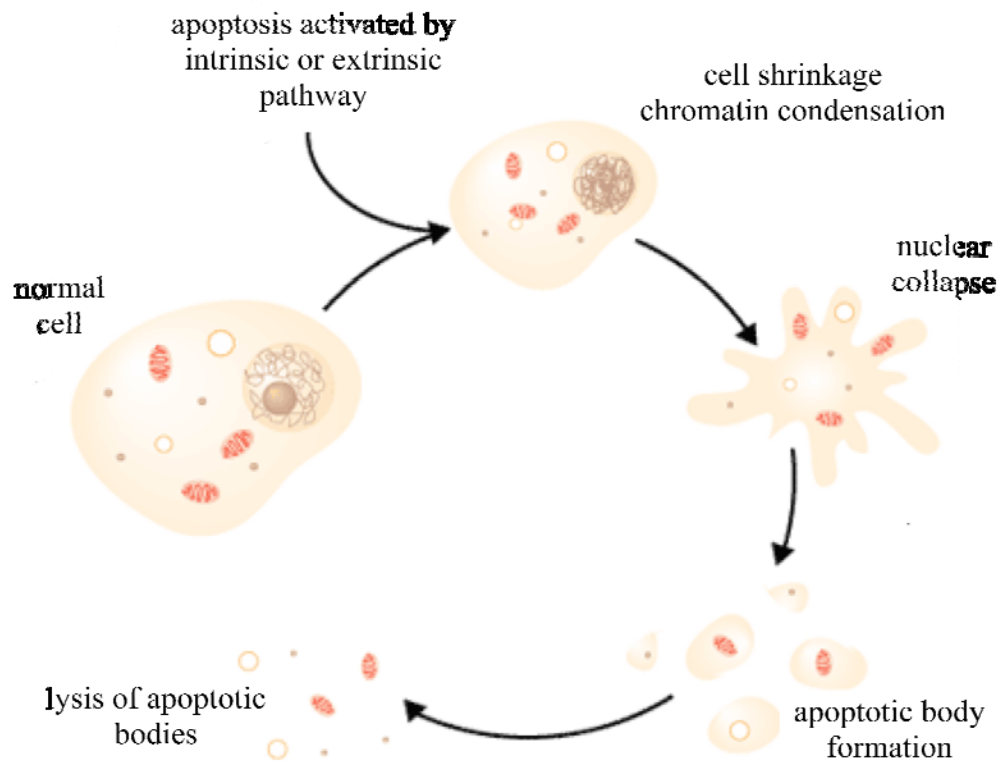 apoptosis activated by
intrinsic or extrinsic
pathway
cell shrinkage
chromatin condensation
nuclear
collapse
normal
cell
lysis of apoptotic
bodies
apoptotic body
formation